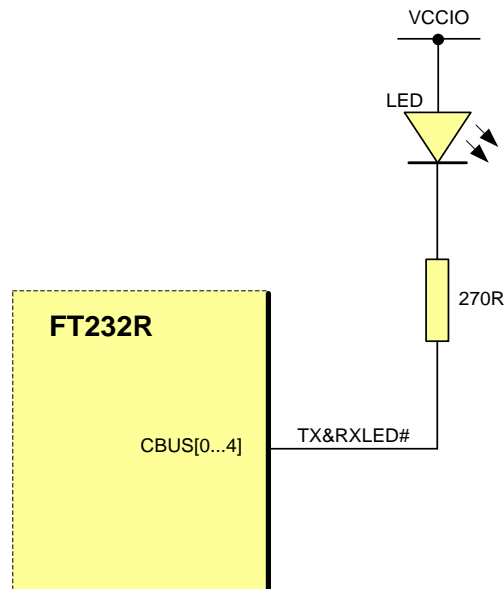 VCCIO
LED
270R
FT232R
TX&RXLED#
CBUS[0...4]